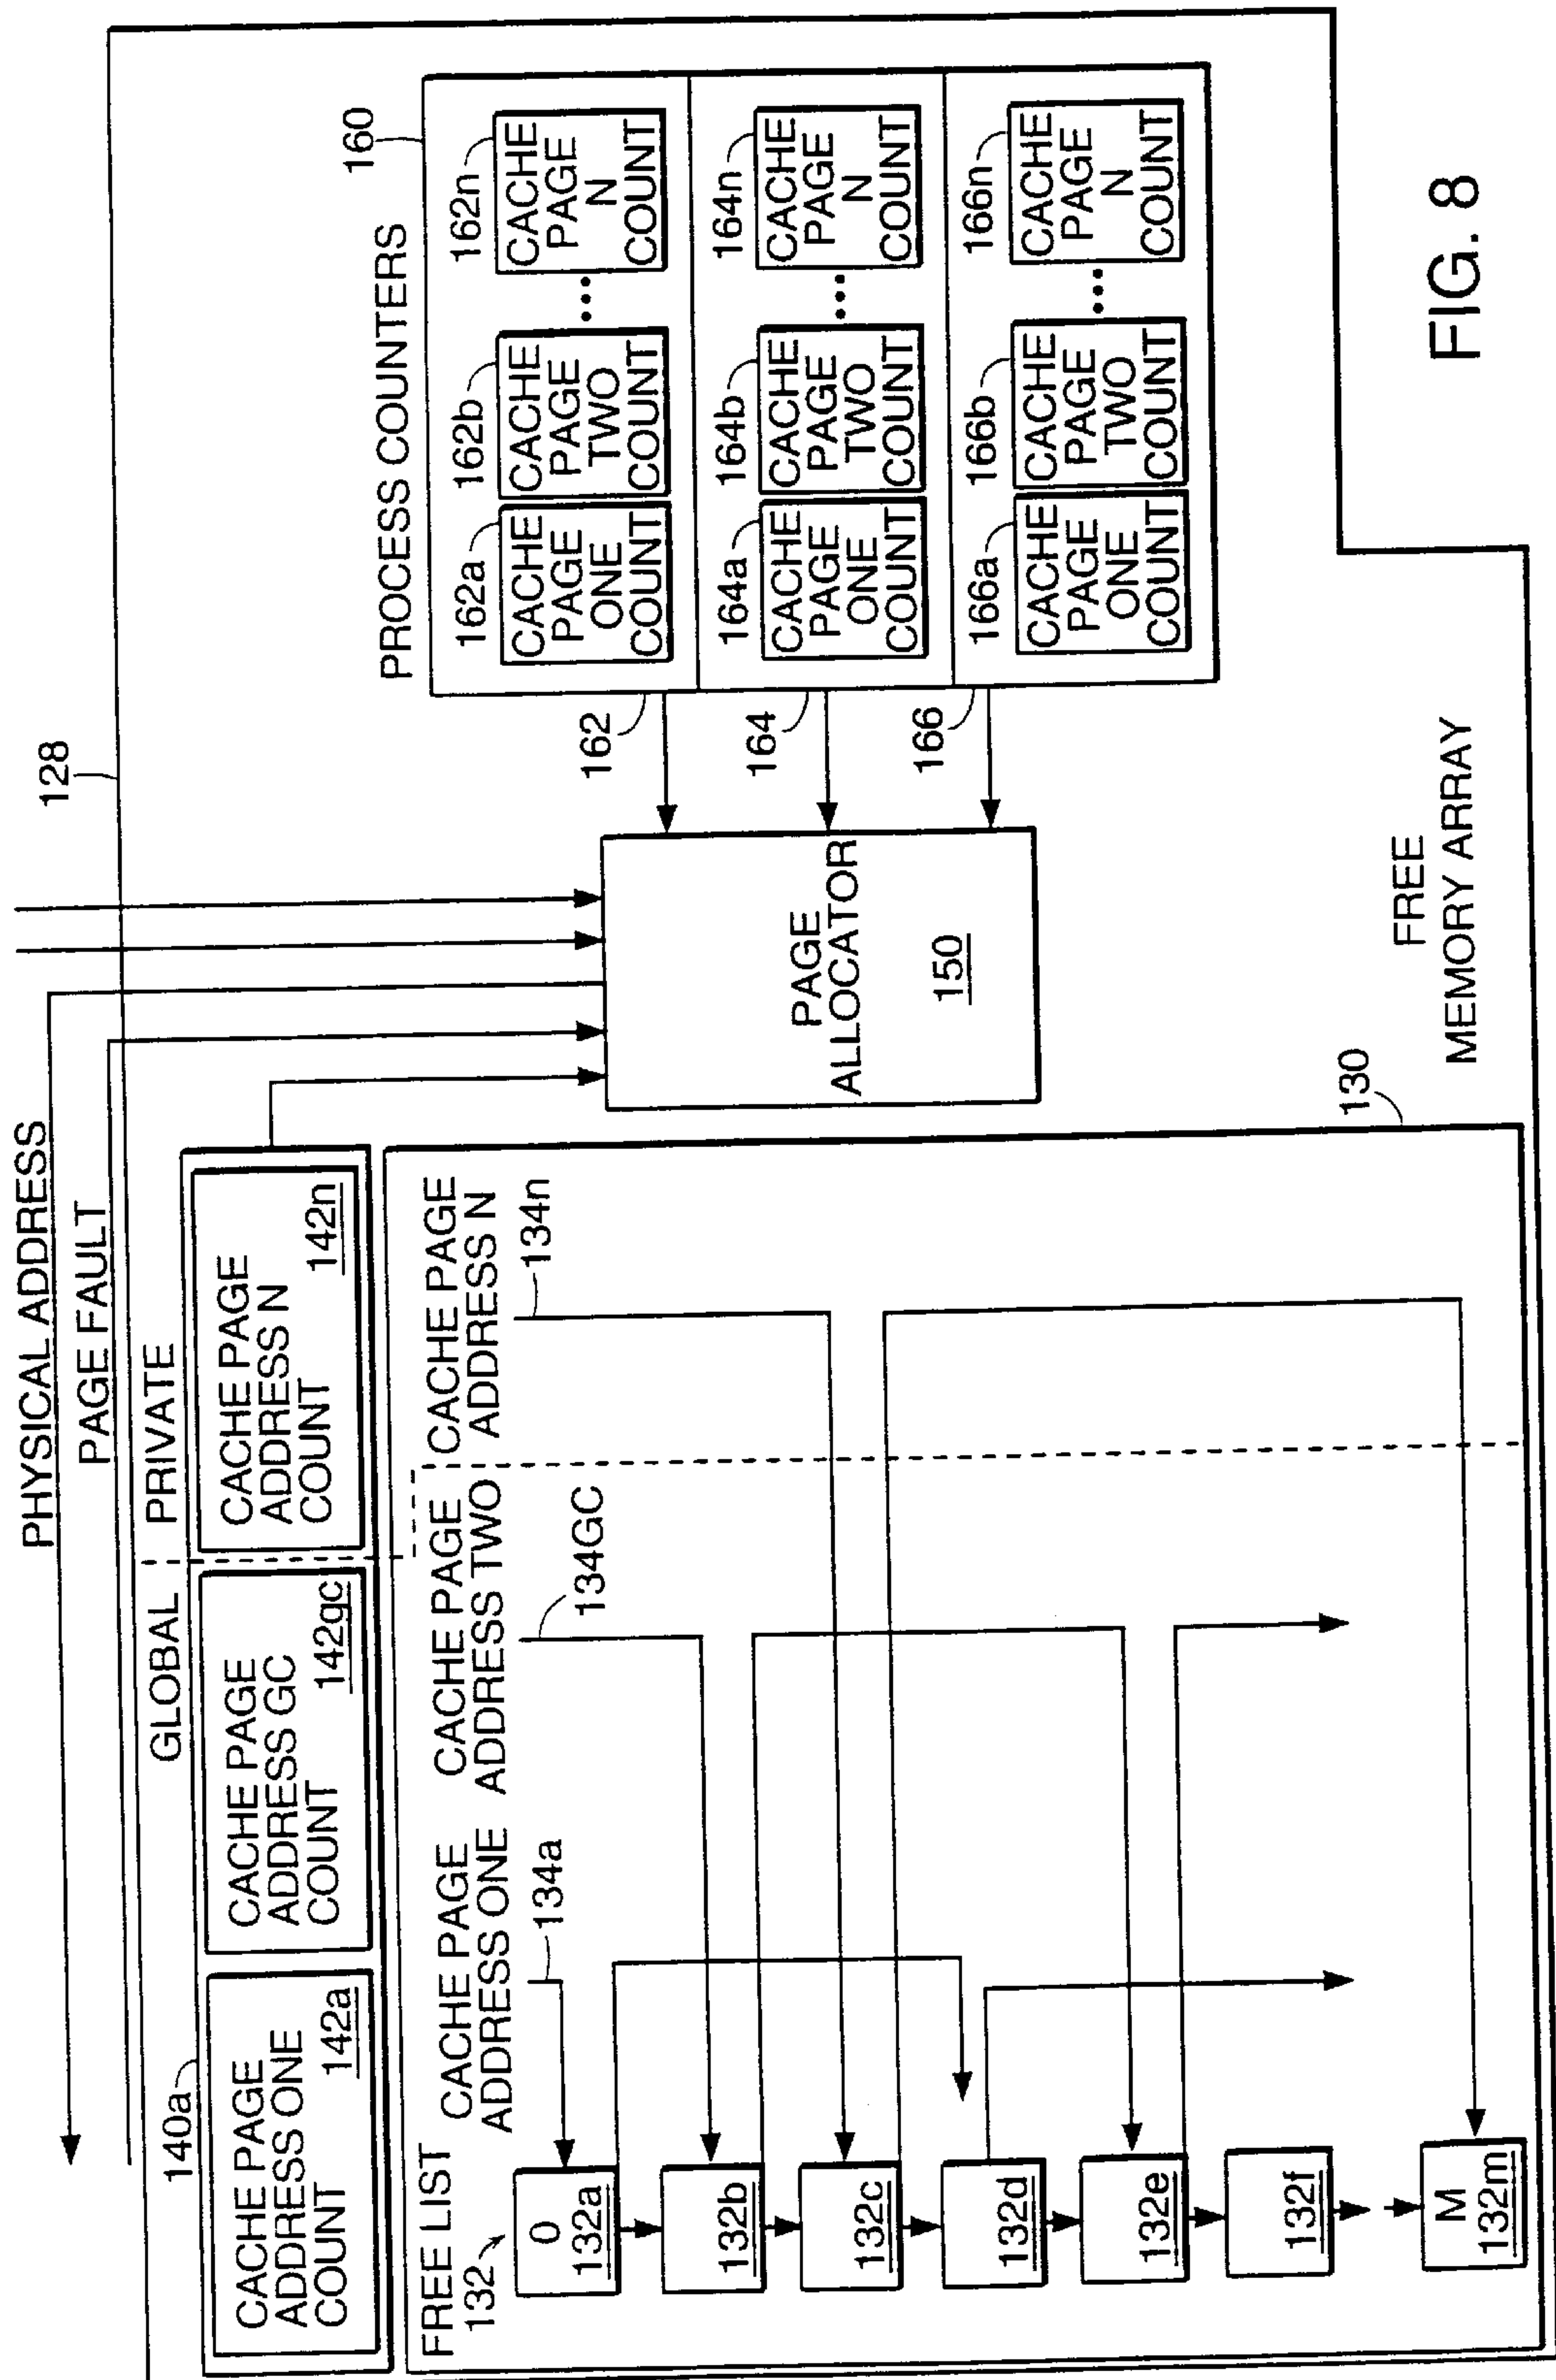 PHYSICAL ADDRESS
PAGE FAULT
128
GLOBAL
PRIVATE
140a
CACHE PAGE
ADDRESS ONE
COUNT
142a
CACHE PAGE
ADDRESS GC
COUNT
142gc
CACHE PAGE
ADDRESS N
COUNT
142n
FREE LIST
132
CACHE PAGE
ADDRESS ONE
134a
CACHE PAGE
ADDRESS TWO
134GC
CACHE PAGE
ADDRESS N
134n
0
132a
132b
132c
132d
132e
132f
M
132m
130
FREE
MEMORY ARRAY
PAGE
ALLOCATOR
150
PROCESS COUNTERS
160
162
162a
CACHE
PAGE
ONE
COUNT
162b
CACHE
PAGE
TWO
COUNT
...
162n
CACHE
PAGE
N
COUNT
164
164a
CACHE
PAGE
ONE
COUNT
164b
CACHE
PAGE
TWO
COUNT
...
164n
CACHE
PAGE
N
COUNT
166
166a
CACHE
PAGE
ONE
COUNT
166b
CACHE
PAGE
TWO
COUNT
...
166n
CACHE
PAGE
N
COUNT
FIG. 8